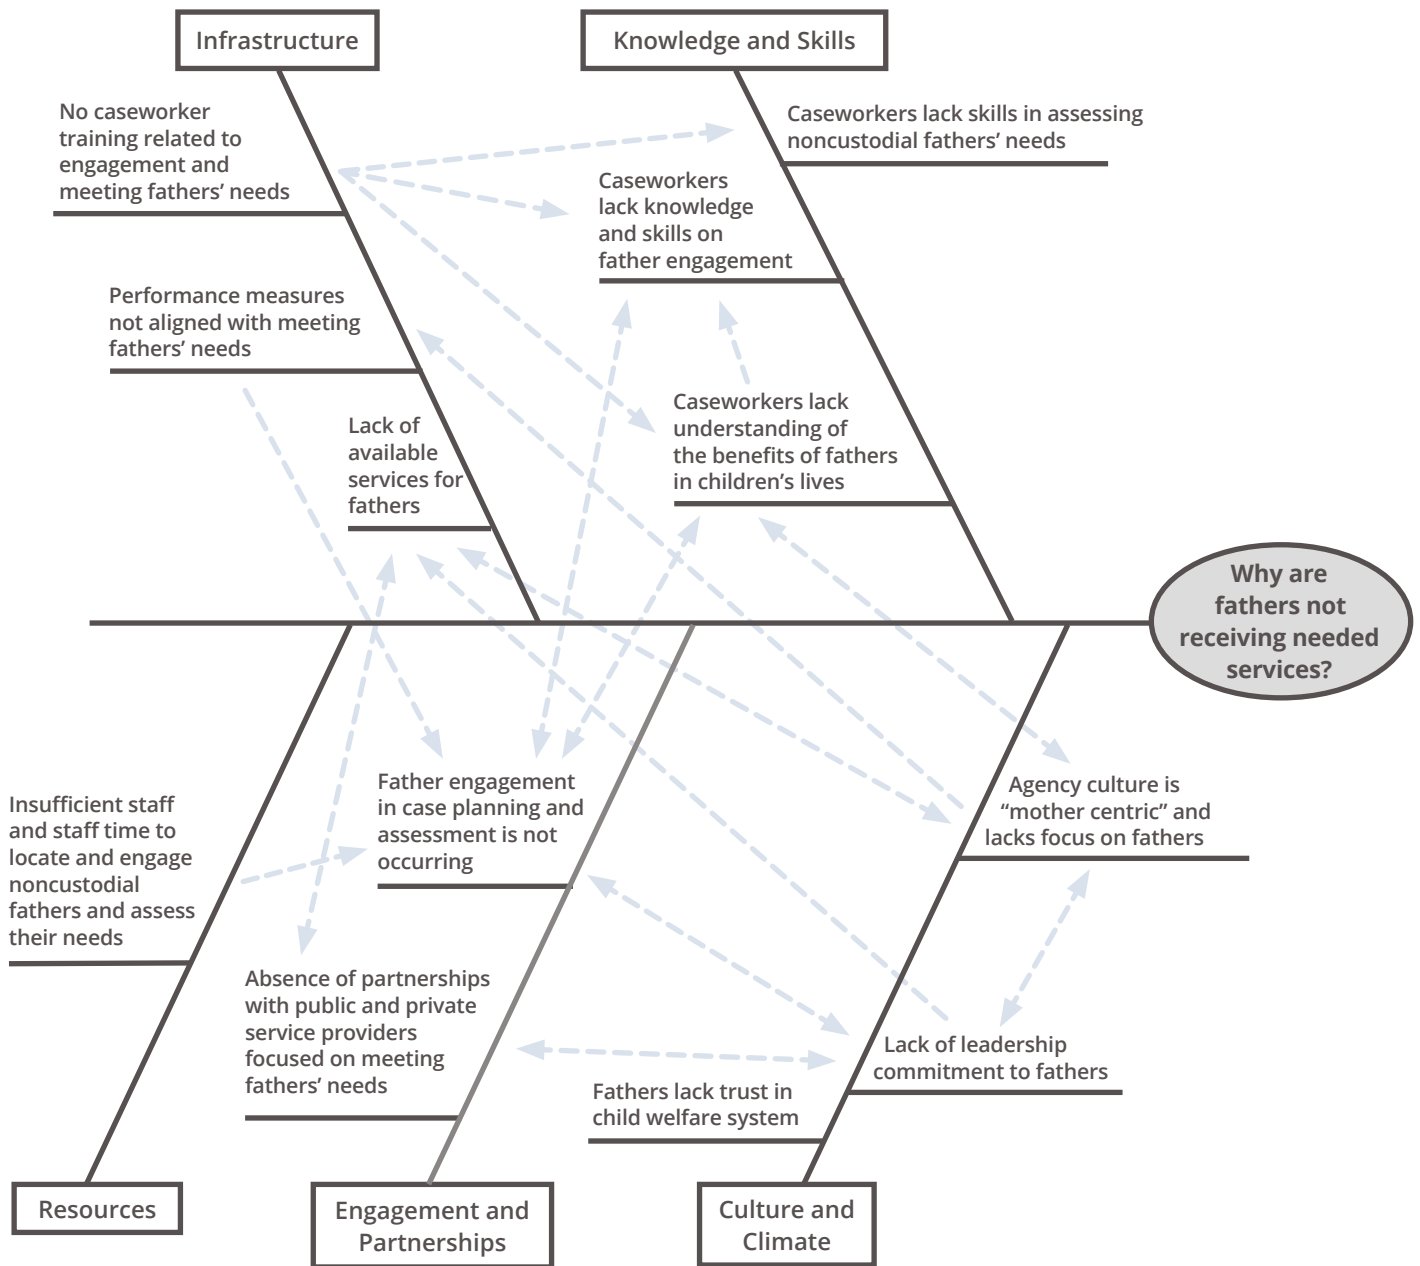 Infrastructure
Knowledge and Skills
No caseworker
training related to
engagement and
meeting fathers’ needs
Caseworkers lack skills in assessing
noncustodial fathers’ needs
Caseworkers
lack knowledge
and skills on
father engagement
Performance measures
not aligned with meeting
fathers’ needs
Caseworkers lack
understanding of
the benefits of fathers
in children’s lives
Lack of
available
services for
fathers
Why are
fathers not
receiving needed
services?
Father engagement
in case planning and
assessment is not
occurring
Agency culture is
“mother centric” and
lacks focus on fathers
Insufficient staff
and staff time to
locate and engage
noncustodial
fathers and assess
their needs
Absence of partnerships
with public and private
service providers
focused on meeting
fathers’ needs
Lack of leadership
commitment to fathers
Fathers lack trust in
child welfare system
Resources
Engagement and
Partnerships
Culture and
Climate